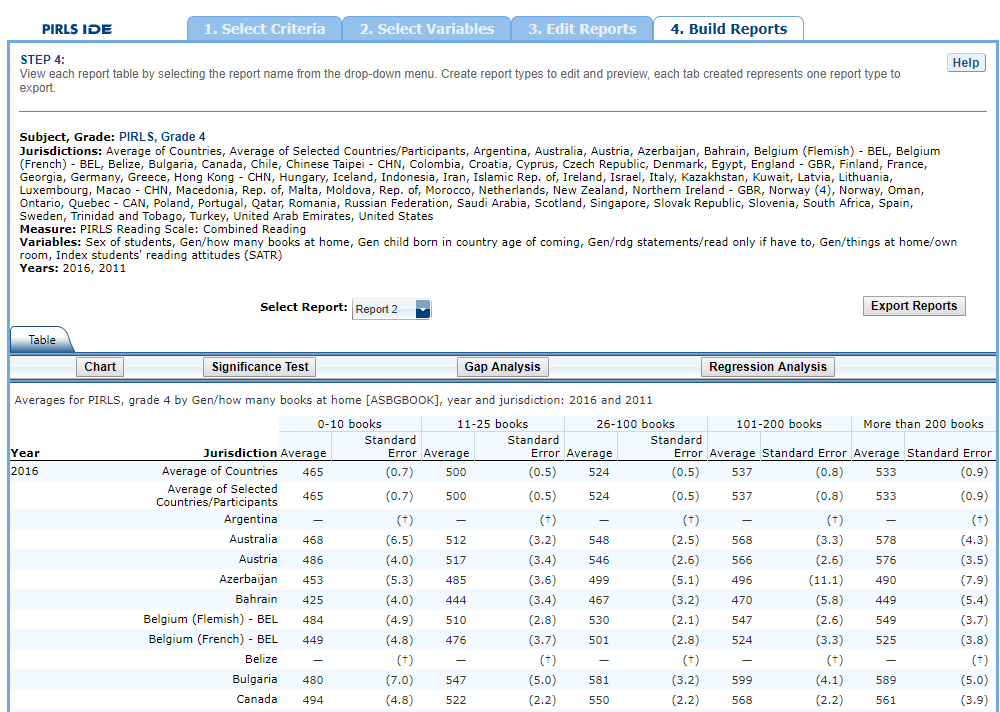 PIRLS IDE
1. Select Criteria
2. Select Variables
3. Edit Reports
4. Build Reports
STEP 4:
Help
View each report table by selecting the report name from the drop-down menu. Create report types to edit and preview, each tab created represents one report type to
export.
Subject, Grade: PIRLS, Grade 4
Jurisdictions: Average of Countries, Average of Selected Countries/Participants, Argentina, Australia, Austria, Azerbaijan, Bahrain, Belgium (Flemish) - BEL, Belgium
(French) - BEL, Belize, Bulgaria, Canada, Chile, Chinese Taipei - CHN, Colombia, Croatia, Cyprus, Czech Republic, Denmark, Egypt, England - GBR, Finland, France,
Georgia, Germany, Greece, Hong Kong - CHN, Hungary, Iceland, Indonesia, Iran, Islamic Rep. of, Ireland, Israel, Italy, Kazakhstan, Kuwait, Latvia, Lithuania,
Luxembourg, Macao - CHN, Macedonia, Rep. of, Malta, Moldova, Rep. of, Morocco, Netherlands, New Zealand, Northern Ireland - GBR, Norway (4), Norway, Oman,
Ontario, Quebec - CAN, Poland, Portugal, Qatar, Romania, Russian Federation, Saudi Arabia, Scotland, Singapore, Slovak Republic, Slovenia, South Africa, Spain,
Sweden, Trinidad and Tobago, Turkey, United Arab Emirates, United States
Measure: PIRLS Reading Scale: Combined Reading
Variables: Sex of students, Gen/how many books at home, Gen child born in country age of coming, Gen/rdg statements/read only if have to, Gen/things at home/own
room, Index students' reading attitudes (SATR)
Years: 2016, 2011
Select Report: Report 2
Export Reports
Table
Chart Significance Test Gap Analysis Regression Analysis
Averages for PIRLS, grade 4 by Gen/how many books at home [ASBGBOOK], year and jurisdiction: 2016 and 2011
0-10 books 11-25 books 26-100 books 101-200 books More than 200 books
Standard Standard Standard
Year Jurisdiction Average Error Average Error Average Error Average Standard Error Average Standard Error
2016 Average of Countries 465 (0.7) 500 (0.5) 524 (0.5) 537 (0.8) 533 (0.9)
Average of Selected
Countries/Participants 465 (0.7) 500 (0.5) 524 (0.5) 537 (0.8) 533 (0.9)
Argentina — (†) — (†) — (†) — (†) — (†)
Australia 468 (6.5) 512 (3.2) 548 (2.5) 568 (3.3) 578 (4.3)
Austria 486 (4.0) 517 (3.4) 546 (2.6) 566 (2.6) 576 (3.5)
Azerbaijan 453 (5.3) 485 (3.6) 499 (5.1) 496 (11.1) 490 (7.9)
Bahrain 425 (4.0) 444 (3.4) 467 (3.2) 470 (5.8) 449 (5.4)
Belgium (Flemish) - BEL 484 (4.9) 510 (2.8) 530 (2.1) 547 (2.6) 549 (3.7)
Belgium (French) - BEL 449 (4.8) 476 (3.7) 501 (2.8) 524 (3.3) 525 (3.8)
Belize — (†) — (†) — (†) — (†) — (†)
Bulgaria 480 (7.0) 547 (5.0) 581 (3.2) 599 (4.1) 589 (5.0)
Canada 494 (4.8) 522 (2.2) 550 (2.2) 568 (2.2) 561 (3.9)